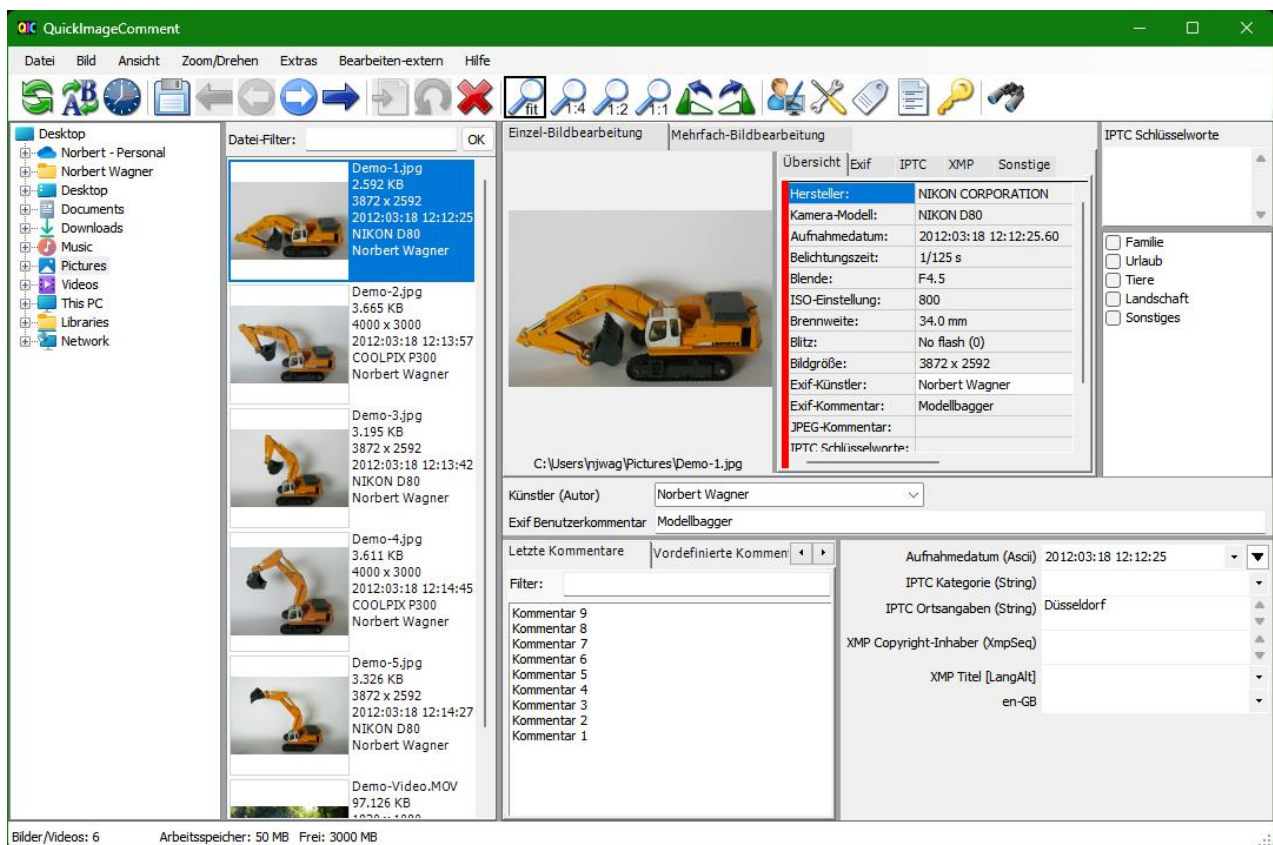 QuickImageComment
Datei Bild Ansicht Zoom/Drehen Extras Bearbeiten-extern Hilfe
fit 1:4 1:2 1:1
Desktop
Norbert - Personal
Norbert Wagner
Desktop
Documents
Downloads
Music
Pictures
Videos
This PC
Libraries
Network
Datei-Filter: OK
Demo-1.jpg
2.592 KB
3872 x 2592
2012:03:18 12:12:25
NIKON D80
Norbert Wagner
Demo-2.jpg
3.665 KB
4000 x 3000
2012:03:18 12:13:57
COOLPIX P300
Norbert Wagner
Demo-3.jpg
3.195 KB
3872 x 2592
2012:03:18 12:13:42
NIKON D80
Norbert Wagner
Demo-4.jpg
3.611 KB
4000 x 3000
2012:03:18 12:14:45
COOLPIX P300
Norbert Wagner
Demo-5.jpg
3.326 KB
3872 x 2592
2012:03:18 12:14:27
NIKON D80
Norbert Wagner
Demo-Video.MOV
97.126 KB
Einzel-Bildbearbeitung Mehrfach-Bildbearbeitung
C:\Users\njwag\Pictures\Demo-1.jpg
Übersicht Exif IPTC XMP Sonstige
Hersteller: NIKON CORPORATION
Kamera-Modell: NIKON D80
Aufnahmedatum: 2012:03:18 12:12:25.60
Belichtungszeit: 1/125 s
Blende: F4.5
ISO-Einstellung: 800
Brennweite: 34.0 mm
Blitz: No flash (0)
Bildgröße: 3872 x 2592
Exif-Künstler: Norbert Wagner
Exif-Kommentar: Modellbagger
JPEG-Kommentar:
IPTC Schlüsselworte:
IPTC Schlüsselworte
Familie
Urlaub
Tiere
Landschaft
Sonstiges
Künstler (Autor) Norbert Wagner
Exif Benutzerkommentar Modellbagger
Letzte Kommentare Vordefinierte Kommen
Filter:
Kommentar 9
Kommentar 8
Kommentar 7
Kommentar 6
Kommentar 5
Kommentar 4
Kommentar 3
Kommentar 2
Kommentar 1
Aufnahmedatum (Ascii) 2012:03:18 12:12:25
IPTC Kategorie (String)
IPTC Ortsangaben (String) Düsseldorf
XMP Copyright-Inhaber (XmpSeq)
XMP Titel [LangAlt]
en-GB
Bilder/Videos: 6 Arbeitsspeicher: 50 MB Frei: 3000 MB